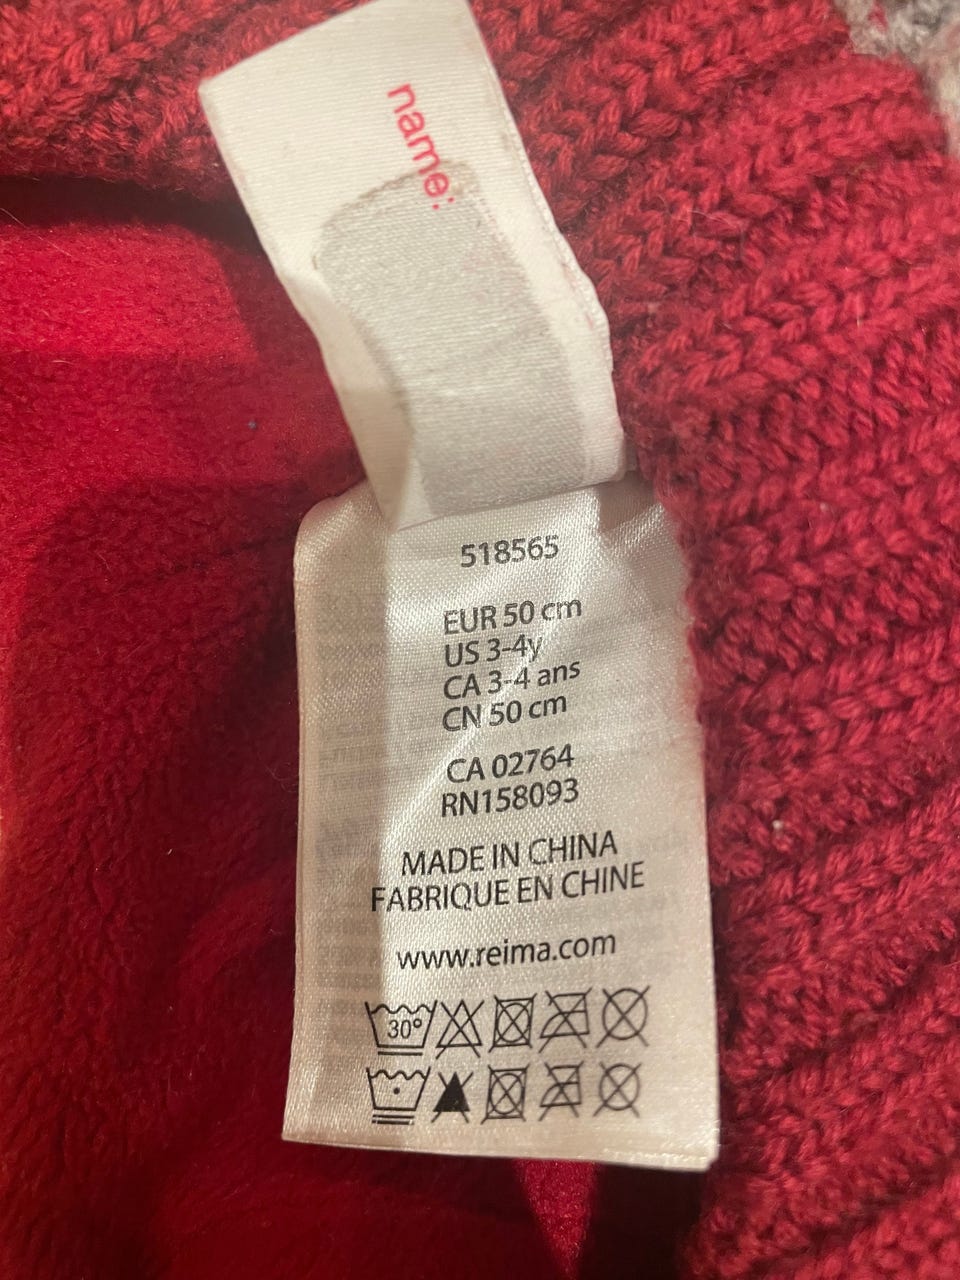 name:
518565
EUR 50 cm
US 3-4y
CA 3-4 ans
CN 50 cm
CA 02764
RN158093
MADE IN CHINA
FABRIQUE EN CHINE
www.reima.com
30°